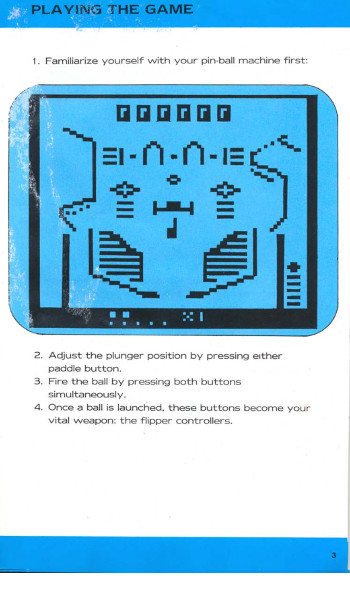 PLAYING THE GAME
1. Familiarize yourself with your pin-ball machine first:
000000
X1
2. Adjust the plunger position by pressing either
paddle button.
3. Fire the ball by pressing both buttons
simultaneously.
4. Once a ball is launched, these buttons become your
vital weapon: the flipper controllers.
3